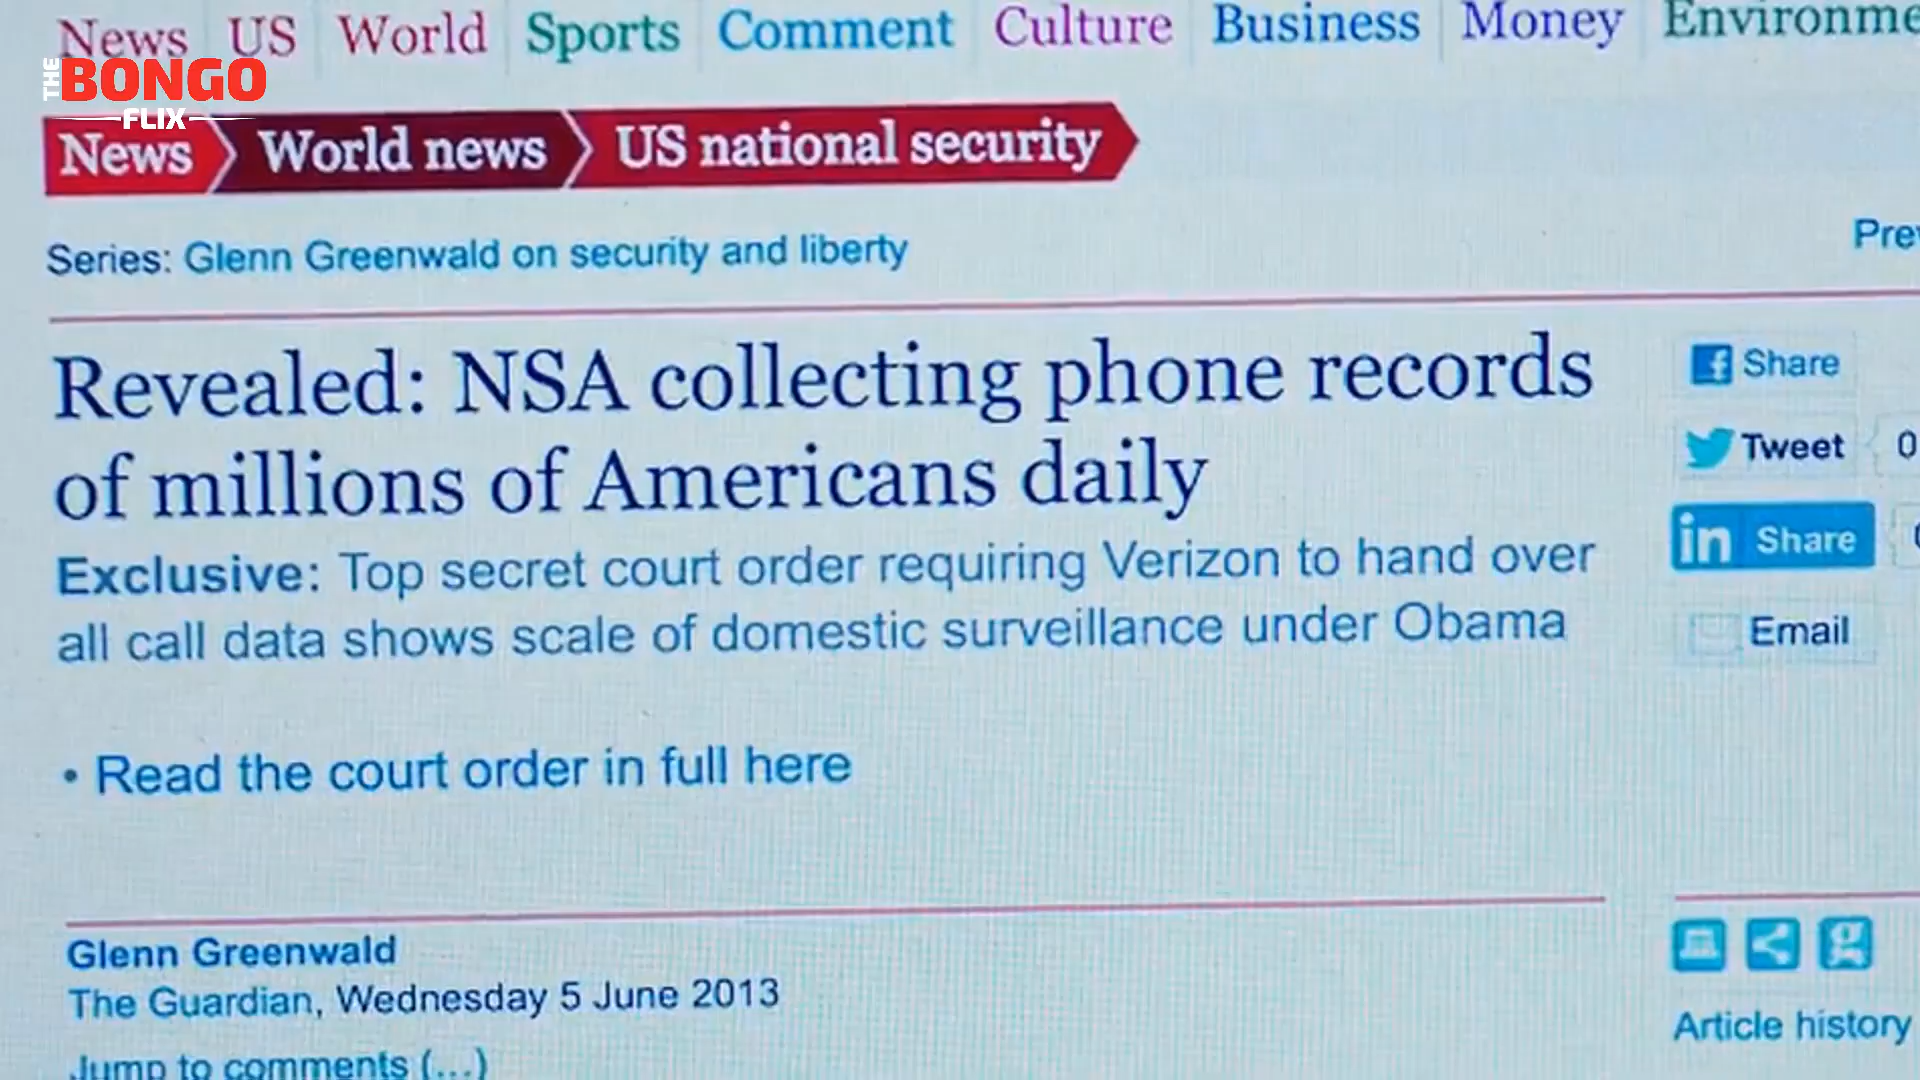 News US World Sports Comment Culture Business Money
THE
BONGO
FLIX
News World news US national security
Series: Glenn Greenwald on security and liberty
Revealed: NSA collecting phone records
of millions of Americans daily
Exclusive: Top secret court order requiring Verizon to hand over
all call data shows scale of domestic surveillance under Obama
• Read the court order in full here
Share
Tweet 0
in Share
Email
Glenn Greenwald
The Guardian, Wednesday 5 June 2013
Jump to comments (...)
g
Article history